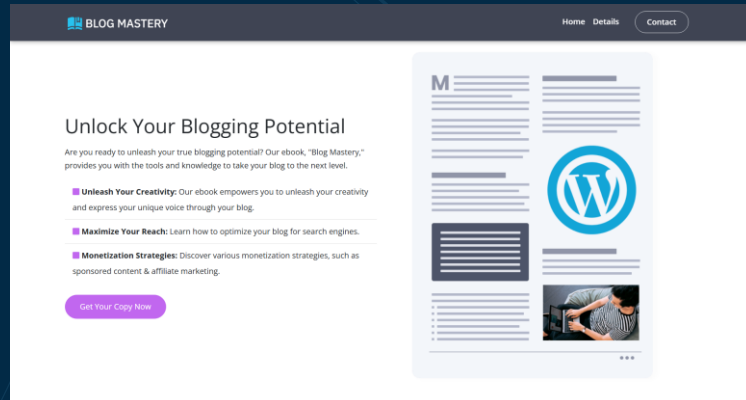 BLOG MASTERY
Home Details Contact
Unlock Your Blogging Potential
Are you ready to unleash your true blogging potential? Our ebook, "Blog Mastery,"
provides you with the tools and knowledge to take your blog to the next level.
Unleash Your Creativity: Our ebook empowers you to unleash your creativity
and express your unique voice through your blog.
Maximize Your Reach: Learn how to optimize your blog for search engines.
Monetization Strategies: Discover various monetization strategies, such as
sponsored content & affiliate marketing.
Get Your Copy Now
M
W